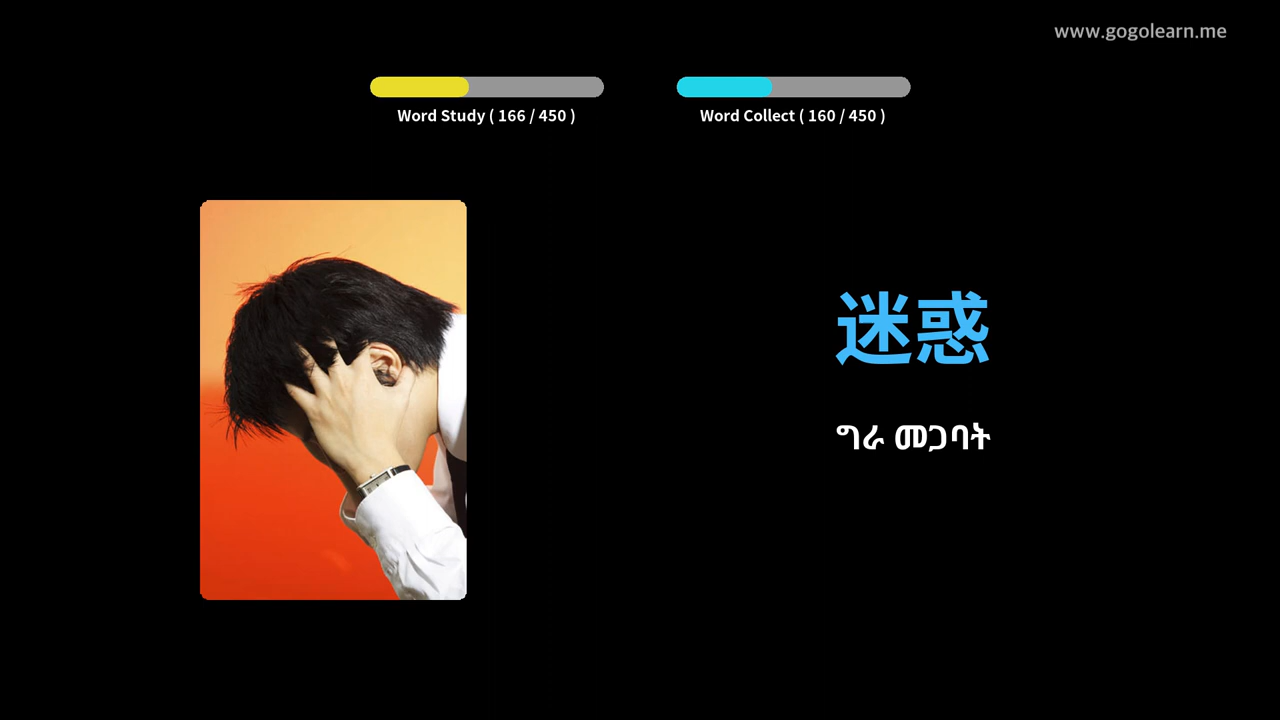 www.gogolearn.me
Word Study ( 166 / 450 )
Word Collect ( 160 / 450 )
迷惑
ግራ መጋባት